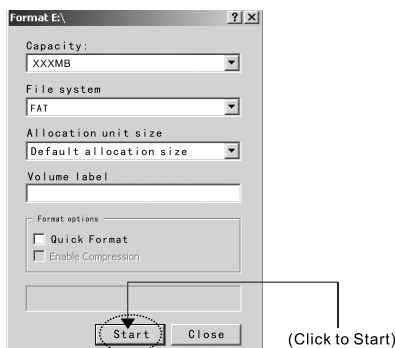 Format E:\
Capacity:
XXXMB
File system
FAT
Allocation unit size
Default allocation size
Volume label
Format options
Quick Format
Enable Compression
Start Close
(Click to Start)